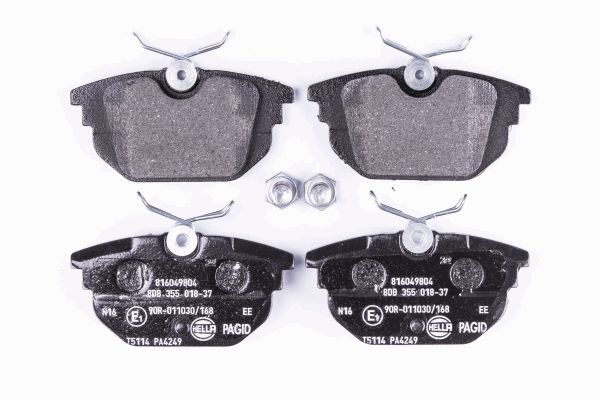 816049804
8DB 355 018-37
N16 E1 90R-011030/168 EE
HELLA PAGID
T5114 PA4249
816049804
8DB 355 018-37
N16 E1 90R-011030/168 EE
HELLA PAGID
T5114 PA4249